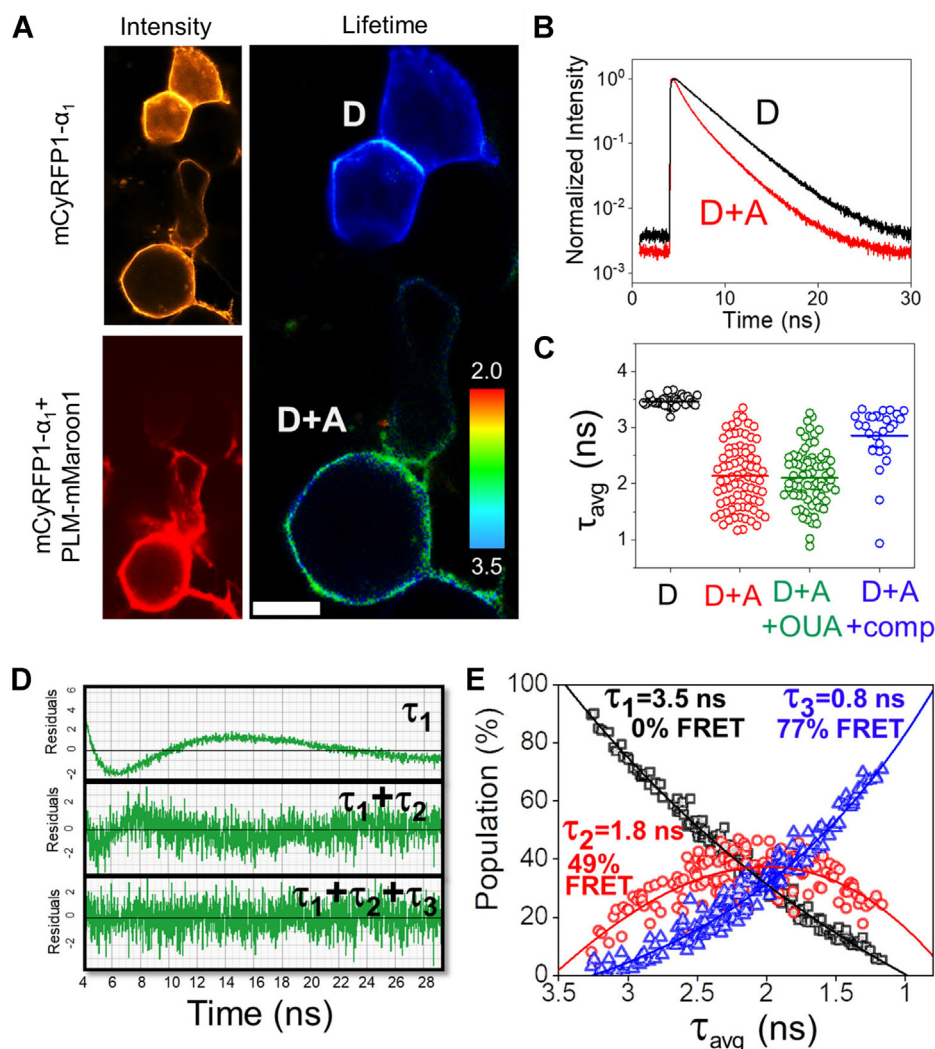 A
Intensity
Lifetime
mCyRFP1-α₁
mCyRFP1-α₁+
PLM-mMaroon1
D
D+A
2.0
3.5
B
Normalized Intensity
10⁰
10⁻¹
10⁻²
10⁻³
D
D+A
0
10
20
30
Time (ns)
C
τavg (ns)
4
3
2
1
D
D+A
D+A
+OUA
D+A
+comp
D
Residuals
6
4
2
0
-2
τ₁
Residuals
2
0
-2
τ₁+τ₂
Residuals
2
0
-2
τ₁+τ₂+τ₃
4 6 8 10 12 14 16 18 20 22 24 26 28
Time (ns)
E
Population (%)
100
80
60
40
20
0
τ₁=3.5 ns
0% FRET
τ₃=0.8 ns
77% FRET
τ₂=1.8 ns
49%
FRET
3.5 3 2.5 2 1.5 1
τavg (ns)